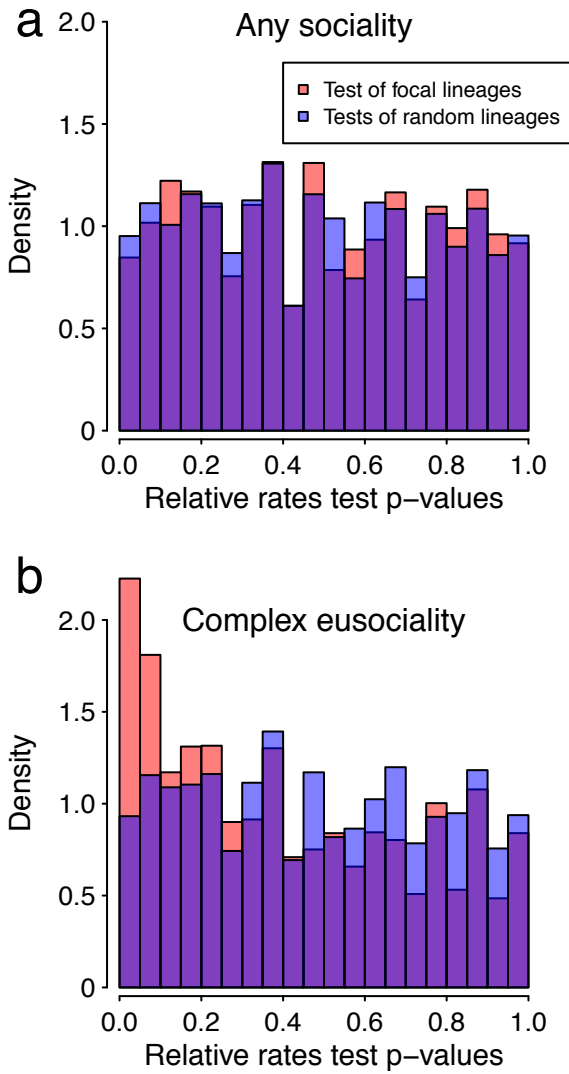 a
Any sociality
Test of focal lineages
Tests of random lineages
Density
2.0
1.5
1.0
0.5
0
0.0 0.2 0.4 0.6 0.8 1.0
Relative rates test p−values
b
Complex eusociality
Density
2.0
1.5
1.0
0.5
0
0.0 0.2 0.4 0.6 0.8 1.0
Relative rates test p−values